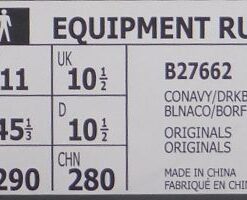 EQUIPMENT RU
UK
11 10 1/2
B27662
CONAVY/DRKB
BLNACO/BORF
D
45 1/3 10 1/2
ORIGINALS
ORIGINALS
CHN
290 280
MADE IN CHINA
FABRIQUÉ EN CHIN